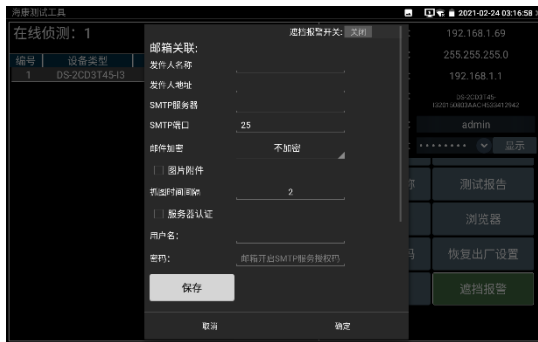 海康测试工具
2021-02-24 03:16:58
在线侦测：1
遮挡报警开关: 关闭
192.168.1.69
邮箱关联:
255.255.255.0
编号 设备类型
发件人名称
1 DS-2CD3T45-I3
192.168.1.1
发件人地址
SMTP服务器
DS-2CD3T45-
SMTP端口 25
admin
邮件加密 不加密
•••••••• 显示
图片附件
抓图时间间隔 2
测试报告
服务器认证
浏览器
用户名:
密码: 邮箱开启SMTP服务授权码
恢复出厂设置
保存
遮挡报警
取消 确定